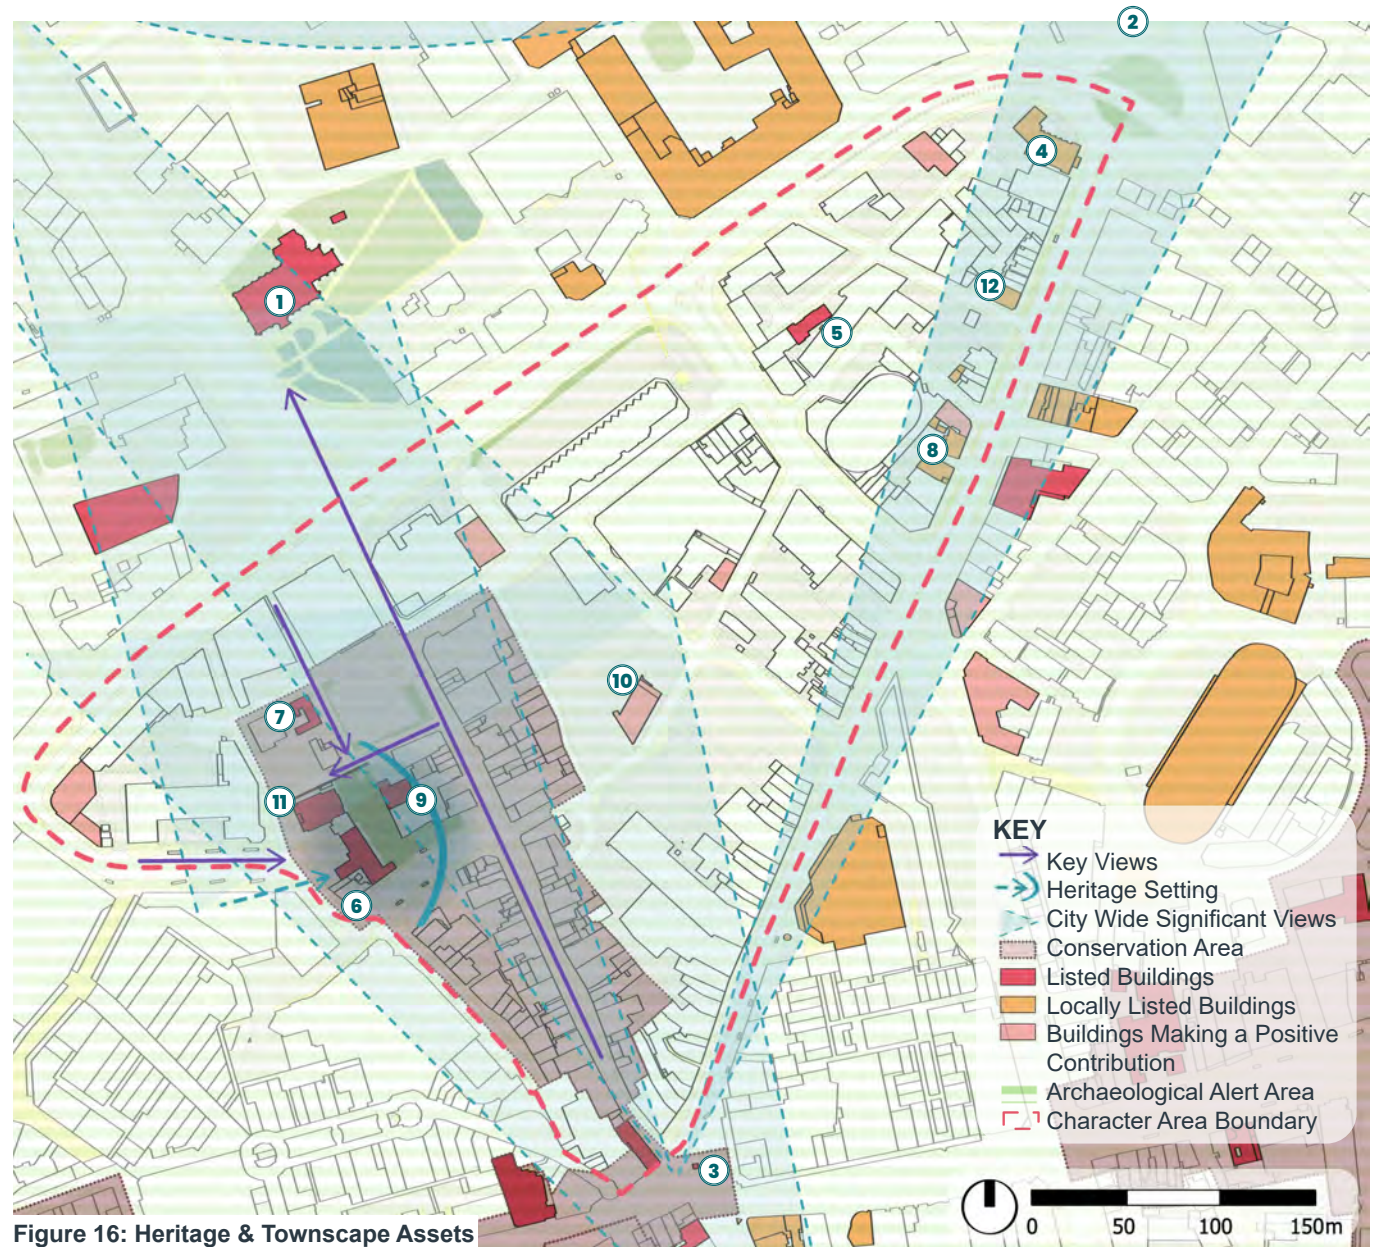 2
4
1
12
5
8
10
7
11
9
6
3
KEY
Key Views
Heritage Setting
City Wide Significant Views
Conservation Area
Listed Buildings
Locally Listed Buildings
Buildings Making a Positive
Contribution
Archaeological Alert Area
Character Area Boundary
0 50 100 150m
Figure 16: Heritage & Townscape Assets